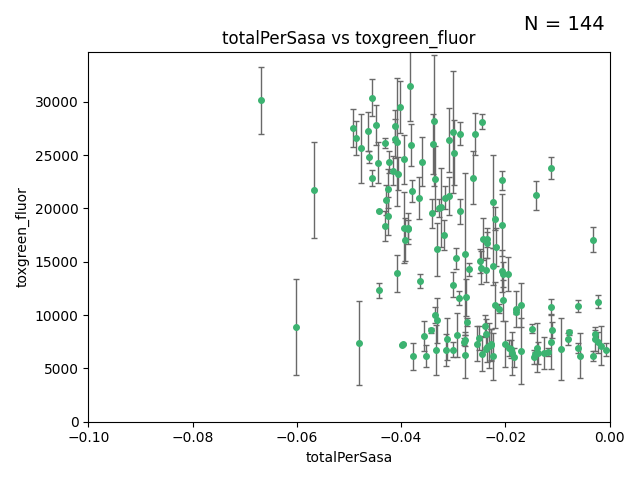 N = 144
totalPerSasa vs toxgreen_fluor
30000
25000
20000
15000
10000
5000
0
toxgreen_fluor
−0.10 −0.08 −0.06 −0.04 −0.02 0.00
totalPerSasa